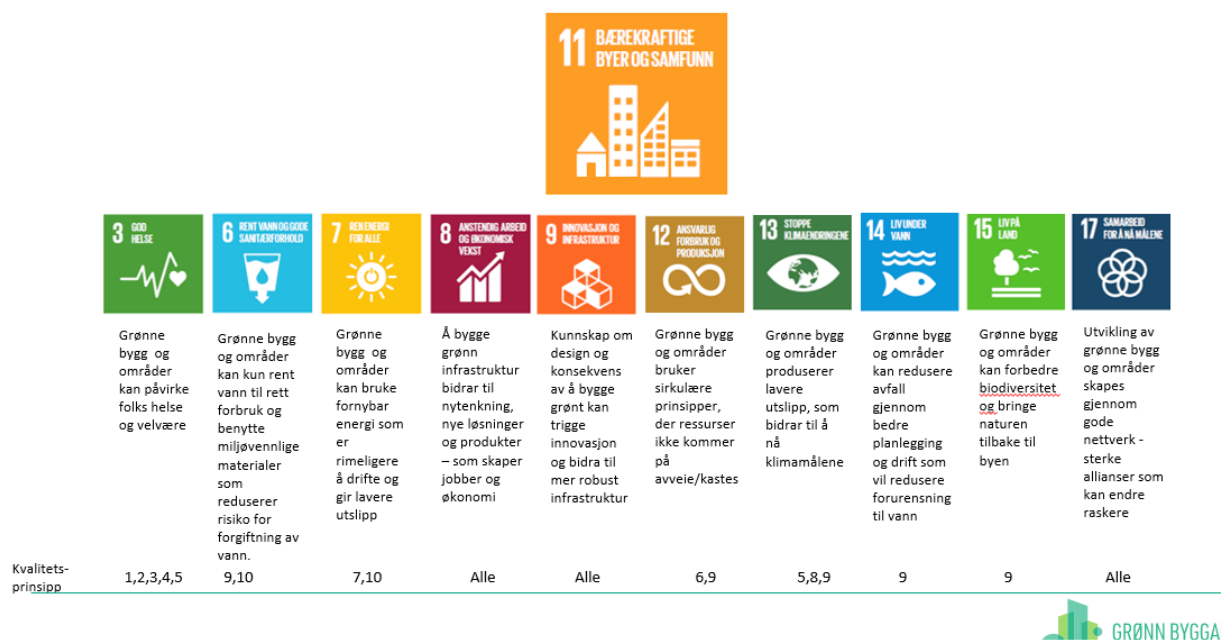 11 BÆREKRAFTIGE
BYER OG SAMFUNN
3 GOD
HELSE
6 RENT VANN OG GODE
SANITÆRFORHOLD
7 REN ENERGI
FOR ALLE
8 ANSTENDIG ARBEID
OG ØKONOMISK
VEKST
9 INNOVASJON OG
INFRASTRUKTUR
12 ANSVARLIG
FORBRUK OG
PRODUKSJON
13 STOPPE
KLIMAENDRINGENE
14 LIV UNDER
VANN
15 LIV PÅ
LAND
17 SAMARBEID
FOR Å NÅ MÅLENE
Grønne
bygg og
områder
kan påvirke
folks helse
og velvære
Grønne bygg
og områder
kan kun rent
vann til rett
forbruk og
benytte
miljøvennlige
materialer
som
reduserer
risiko for
forgiftning av
vann.
Grønne
bygg og
områder
kan bruke
fornybar
energi som
er
rimeligere
å drifte og
gir lavere
utslipp
Å bygge
grønn
infrastruktur
bidrar til
nytenkning,
nye løsninger
og produkter
– som skaper
jobber og
økonomi
Kunnskap om
design og
konsekvens
av å bygge
grønt kan
trigge
innovasjon
og bidra til
mer robust
infrastruktur
Grønne bygg
og områder
bruker
sirkulære
prinsipper,
der ressurser
ikke kommer
på
avveie/kastes
Grønne bygg
og områder
produserer
lavere
utslipp, som
bidrar til å
nå
klimamålene
Grønne bygg
og områder
kan redusere
avfall
gjennom
bedre
planlegging
og drift som
vil redusere
forurensning
til vann
Grønne bygg
og områder
kan forbedre
biodiversitet
og bringe
naturen
tilbake til
byen
Utvikling av
grønne bygg
og områder
skapes
gjennom
gode
nettverk -
sterke
allianser som
kan endre
raskere
Kvalitets-
prinsipp
1,2,3,4,5
9,10
7,10
Alle
Alle
6,9
5,8,9
9
9
Alle
GRØNN BYGGA